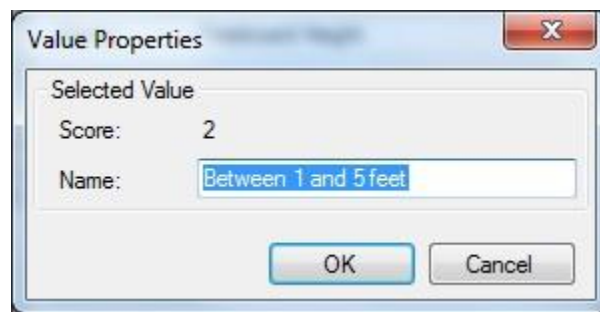 Value Properties
Selected Value
Score: 2
Name: Between 1 and 5 feet
OK Cancel